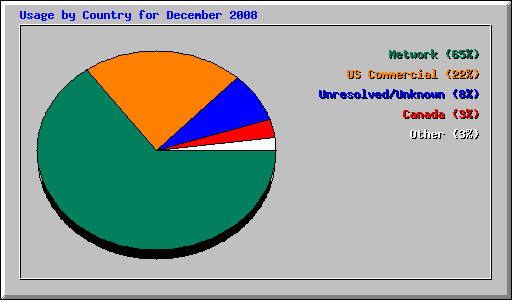 Usage by Country for December 2008
Network (65%)
US Commercial (22%)
Unresolved/Unknown (8%)
Canada (3%)
Other (3%)